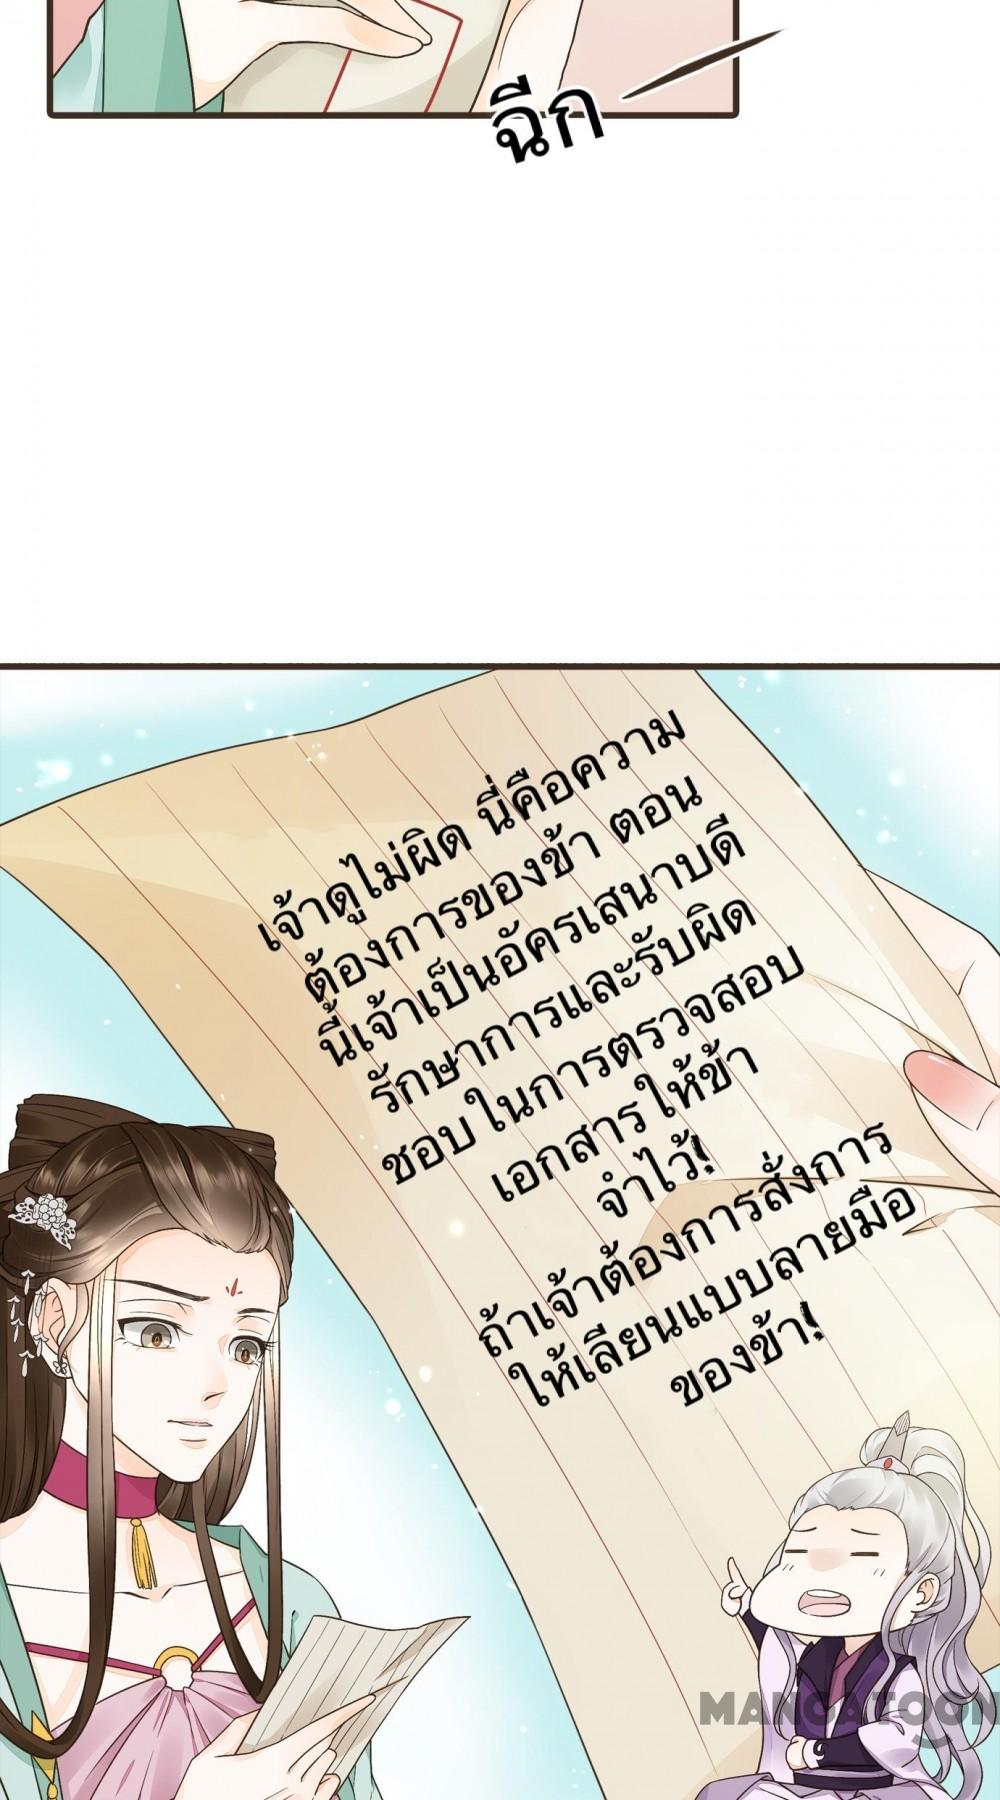 ฉีก
เจ้าดูไม่ผิด นี่คือความ
ต้องการของข้า ตอน
นี้เจ้าเป็นอัครเสนาบดี
รักษาการและรับผิด
ชอบในการตรวจสอบ
เอกสารให้ข้า
จำไว้!
ถ้าเจ้าต้องการสั่งการ
ให้เลียนแบบลายมือ
ของข้า!
MANGATOON